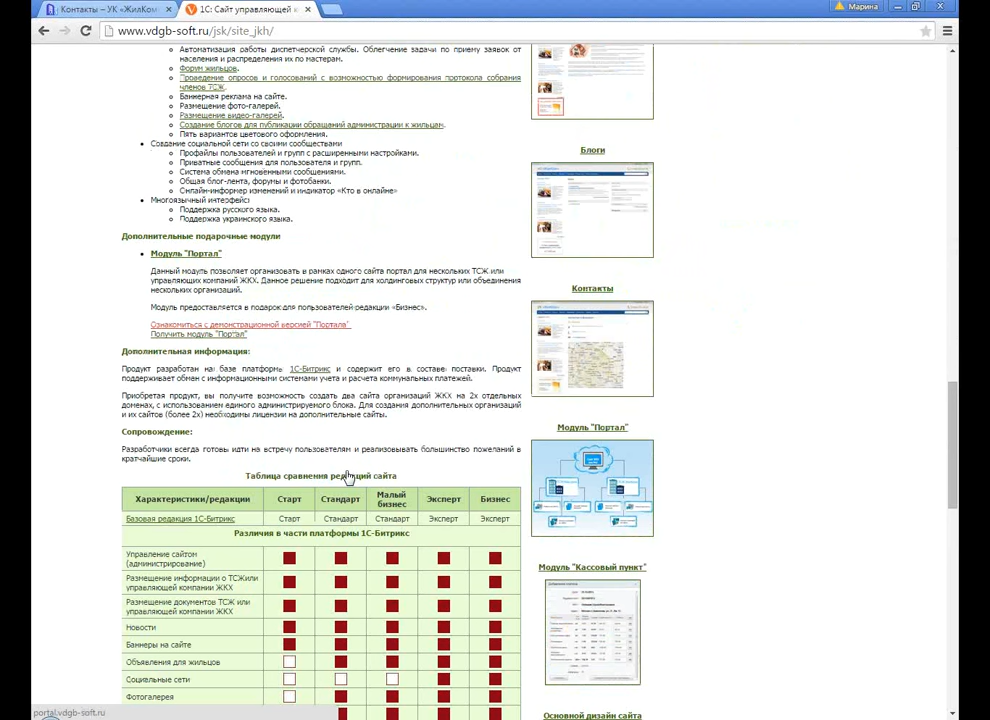 Контакты – УК «ЖилКом
1С: Сайт управляющей к
Марина
www.vdgb-soft.ru/jsk/site_jkh/
Автоматизация работы диспетчерской службы. Облегчение задачи по приему заявок от
населения и распределения их по мастерам.
Форум жильцов.
Проведение опросов и голосований с возможностью формирования протокола собрания
членов ТСЖ.
Баннерная реклама на сайте.
Размещение фото-галерей.
Размещение видео-галерей.
Создание блогов для публикации обращений администрации к жильцам.
Пять вариантов цветового оформления.
Создание социальной сети со своими сообществами
Профайлы пользователей и групп с расширенными настройками.
Приватные сообщения для пользователя и групп.
Система обмена мгновенными сообщениями.
Общая блог-лента, форумы и фотобанки.
Онлайн-информер изменений и индикатор «Кто в онлайне»
Многоязычный интерфейс:
Поддержка русского языка.
Поддержка украинского языка.
Дополнительные подарочные модули
Модуль "Портал"
Данный модуль позволяет организовать в рамках одного сайта портал для нескольких ТСЖ или
управляющих компаний ЖКХ. Данное решение подходит для холдинговых структур или объединения
нескольких организаций.
Модуль предоставляется в подарок для пользователей редакции «Бизнес».
Ознакомиться с демонстрационной версией "Портала"
Получить модуль "Портал"
Дополнительная информация:
Продукт разработан на базе платформы 1С-Битрикс и содержит его в составе поставки. Продукт
поддерживает обмен с информационными системами учета и расчета коммунальных платежей.
Приобретая продукт, вы получите возможность создать два сайта организаций ЖКХ на 2х отдельных
доменах, с использованием единого администрируемого блока. Для создания дополнительных организаций
и их сайтов (более 2х) необходимы лицензии на дополнительные сайты.
Сопровождение:
Разработчики всегда готовы идти на встречу пользователям и реализовывать большинство пожеланий в
кратчайшие сроки.
Таблица сравнения редакций сайта
Характеристики/редакции Старт Стандарт Малый бизнес Эксперт Бизнес
Базовая редакция 1С-Битрикс Старт Стандарт Стандарт Эксперт Эксперт
Различия в части платформы 1С-Битрикс
Управление сайтом
(администрирование)
Размещение информации о ТСЖили
управляющей компании ЖКХ
Размещение документов ТСЖ или
управляющей компании ЖКХ
Новости
Баннеры на сайте
Объявления для жильцов
Социальные сети
Фотогалерея
Блоги
Контакты
Модуль "Портал"
Модуль "Кассовый пункт"
Основной дизайн сайта
portal.vdgb-soft.ru